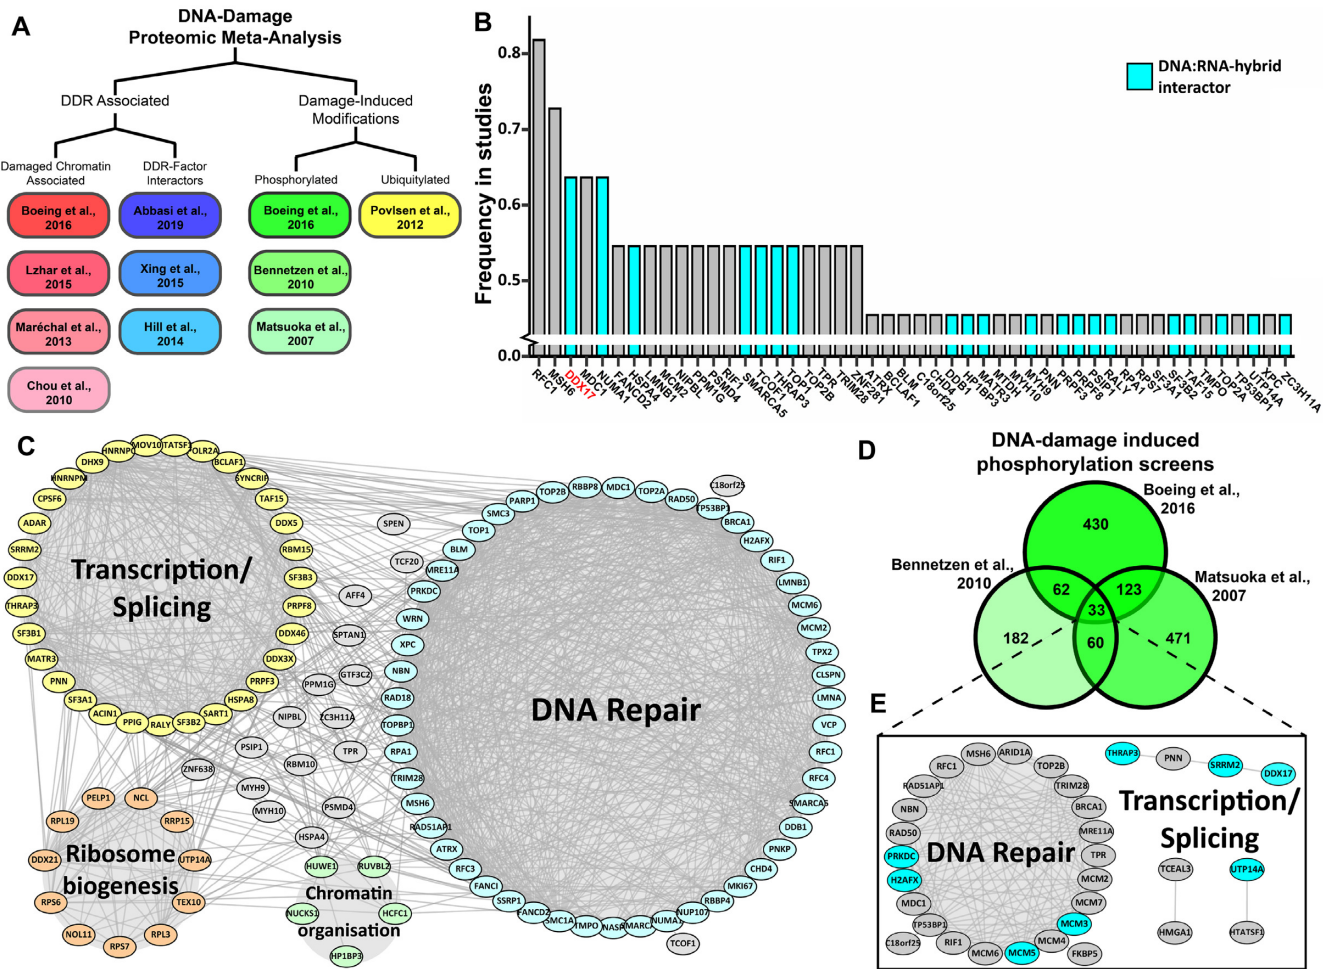 A
DNA-Damage
Proteomic Meta-Analysis
DDR Associated
Damage-Induced
Modifications
Damaged Chromatin
Associated
DDR-Factor
Interactors
Phosphorylated
Ubiquitylated
Boeing et al.,
2016
Abbasi et al.,
2019
Boeing et al.,
2016
Povlsen et al.,
2012
Lzhar et al.,
2015
Xing et al.,
2015
Bennetzen et al.,
2010
Maréchal et al.,
2013
Hill et al.,
2014
Matsuoka et al.,
2007
Chou et al.,
2010
B
Frequency in studies
0.8
0.7
0.6
0.5
0.0
DNA:RNA-hybrid
interactor
RFC1
MSH6
DDX17
MDC1
NUMA1
FANCD2
HSPA4
LMNB1
MCM2
NIPBL
PPM1G
PSMD4
RIF1
SMARCA5
TCOF1
THRAP3
TOP1
TOP2B
TPR
TRIM28
ZNF281
ATRX
BCLAF1
BLM
C18orf25
CHD4
DDB1
HP1BP3
MATR3
MTDH
MYH10
MYH9
PNN
PRPF3
PRPF8
PSIP1
RALY
RPA1
RPS7
SF3A1
SF3B2
TAF15
TMPO
TOP2A
TP53BP1
UTP14A
XPC
ZC3H11A
C
Transcription/
Splicing
HNRNPC
MOV10
TATSF1
POLR2A
BCLAF1
SYNCRIP
TAF15
DDX5
RBM15
SF3B3
PRPF8
DDX46
DDX3X
PRPF3
HSPA8
SART1
SF3B2
RALY
PPIG
ACIN1
SF3A1
PNN
MATR3
SF3B1
THRAP3
DDX17
SRRM2
ADAR
CPSF6
HNRNPM
DHX9
SPEN
TCF20
AFF4
SPTAN1
GTF3C2
PPM1G
NIPBL
ZC3H11A
PSIP1
TPR
RBM10
ZNF638
MYH9
MYH10
PSMD4
HSPA4
C18orf25
TCOF1
DNA Repair
TOP2B
RBBP8
MDC1
TOP2A
RAD50
TP53BP1
BRCA1
H2AFX
RIF1
LMNB1
MCM6
MCM2
TPX2
CLSPN
LMNA
VCP
RFC1
RFC4
SMARCA5
DDB1
PNKP
CHD4
MKI67
RBBP4
NUP107
NUMA1
SMARCA
NASP
TMPO
SMC1A
FANCD2
SSRP1
FANCI
RFC3
ATRX
RAD51AP1
MSH6
TRIM28
RPA1
TOPBP1
RAD18
NBN
XPC
WRN
PRKDC
MRE11A
BLM
TOP1
SMC3
PARP1
Ribosome
biogenesis
PELP1
NCL
RRP15
UTP14A
TEX10
RPL3
RPS7
NOL11
RPS6
DDX21
RPL19
Chromatin
organisation
HUWE1
RUVBL2
HCFC1
HP1BP3
NUCKS1
D
DNA-damage induced
phosphorylation screens
Boeing et al.,
2016
Bennetzen et al.,
2010
Matsuoka et al.,
2007
430
62
123
33
182
60
471
E
DNA Repair
MSH6
ARID1A
TOP2B
TRIM28
BRCA1
MRE11A
TPR
MCM2
MCM7
MCM3
MCM4
FKBP5
MCM5
MCM6
RIF1
C18orf25
TP53BP1
MDC1
H2AFX
PRKDC
RAD50
NBN
RAD51AP1
RFC1
THRAP3
PNN
SRRM2
DDX17
Transcription/
Splicing
TCEAL3
UTP14A
HMGA1
HTATSF1